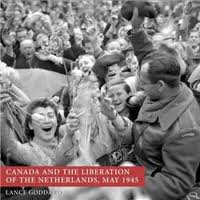 CANADA AND THE LIBERATION
OF THE NETHERLANDS, MAY 1945
LANCE GODDARD